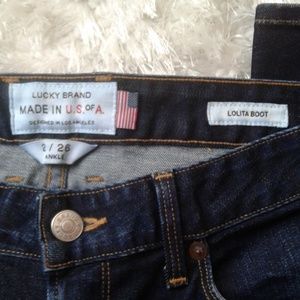 LUCKY BRAND
MADE IN U.S. OF A.
DESIGNED IN LOS ANGELES
2 / 26
ANKLE
LOLITA BOOT